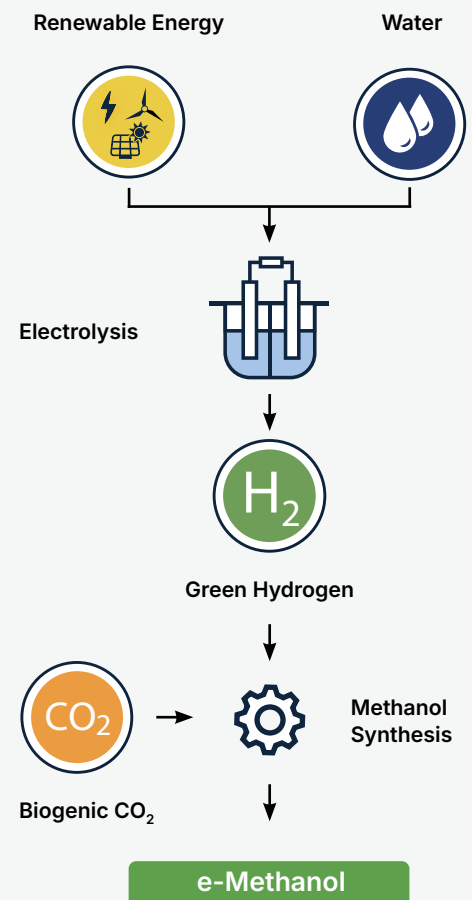 Renewable Energy
Water
Electrolysis
H₂
Green Hydrogen
CO₂
Methanol
Synthesis
Biogenic CO₂
e-Methanol